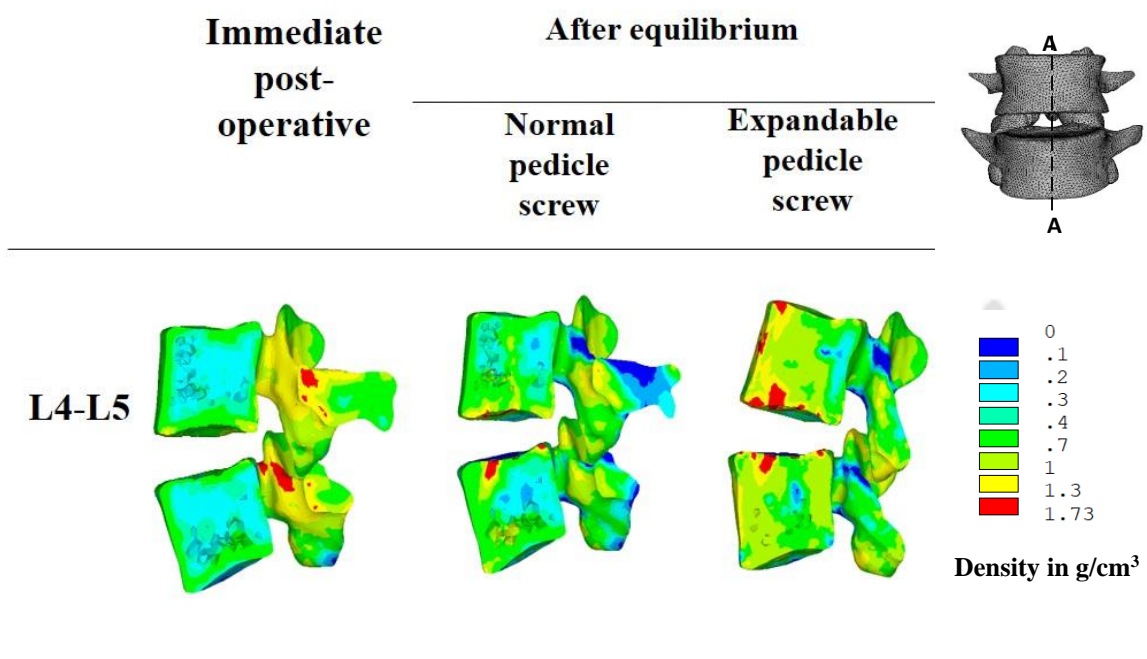 Immediate
post-
operative
After equilibrium
Normal
pedicle
screw
Expandable
pedicle
screw
A
A
L4-L5
0
.1
.2
.3
.4
.7
1
1.3
1.73
Density in g/cm³